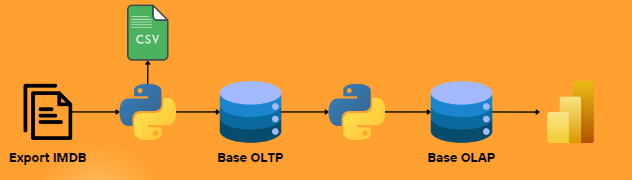 CSV
Export IMDB
Base OLTP
Base OLAP